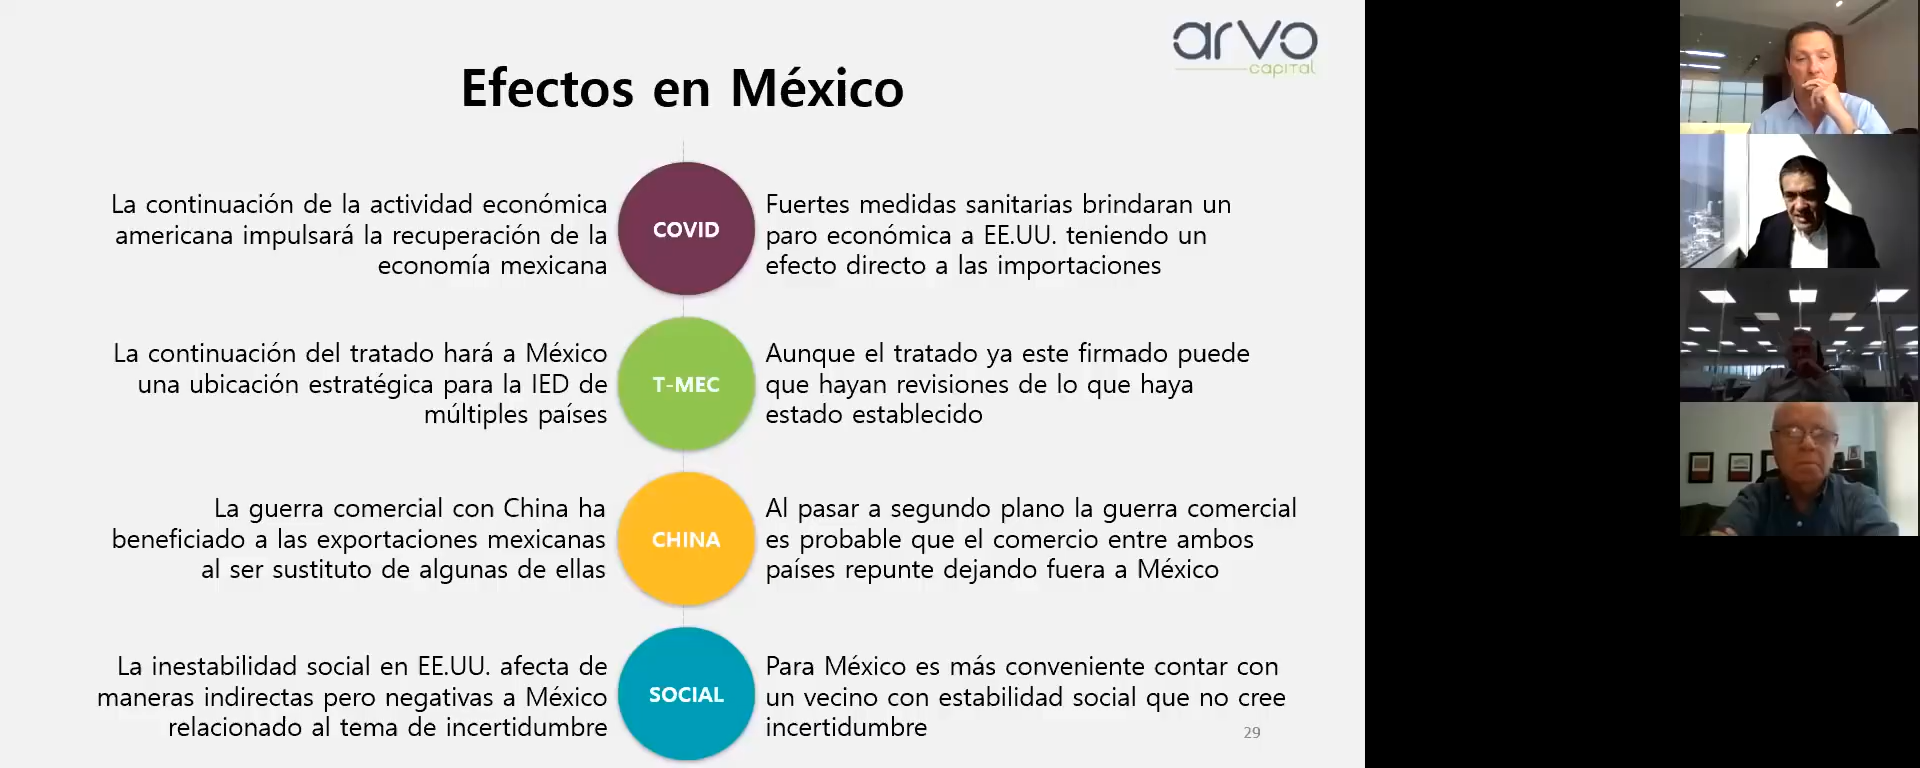 arvo
capital
Efectos en México
La continuación de la actividad económica
americana impulsará la recuperación de la
economía mexicana
COVID
Fuertes medidas sanitarias brindaran un
paro económica a EE.UU. teniendo un
efecto directo a las importaciones
La continuación del tratado hará a México
una ubicación estratégica para la IED de
múltiples países
T-MEC
Aunque el tratado ya este firmado puede
que hayan revisiones de lo que haya
estado establecido
La guerra comercial con China ha
beneficiado a las exportaciones mexicanas
al ser sustituto de algunas de ellas
CHINA
Al pasar a segundo plano la guerra comercial
es probable que el comercio entre ambos
países repunte dejando fuera a México
La inestabilidad social en EE.UU. afecta de
maneras indirectas pero negativas a México
relacionado al tema de incertidumbre
SOCIAL
Para México es más conveniente contar con
un vecino con estabilidad social que no cree
incertidumbre
29